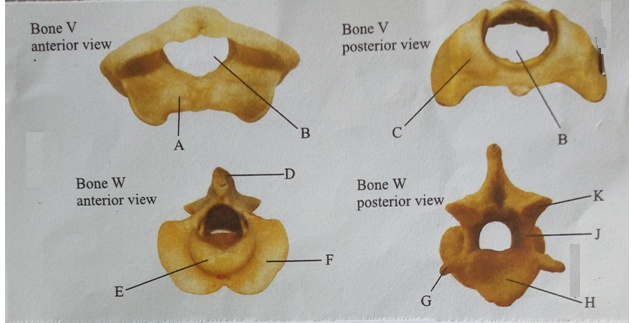 Bone V
anterior view
Bone V
posterior view
A
B
C
B
Bone W
anterior view
Bone W
posterior view
D
E
F
K
J
G
H